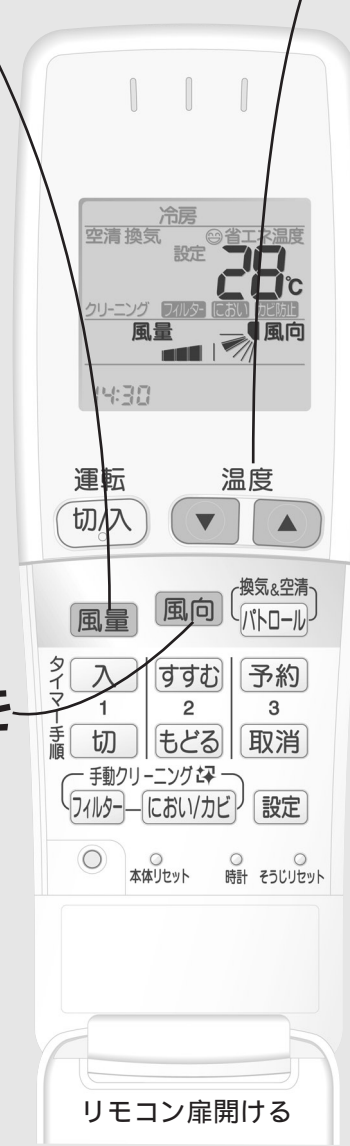 冷房
空清 換気 省エネ温度
設定 28℃
クリーニング フィルター におい カビ防止
風量 風向
14:30
運転 温度
切/入 ▼ ▲
換気&空清
風量 風向 パトロール
タイマー手順
入 すすむ 予約
1 2 3
切 もどる 取消
手動クリーニング
フィルター におい/カビ 設定
本体リセット 時計 そうじリセット
リモコン扉開ける